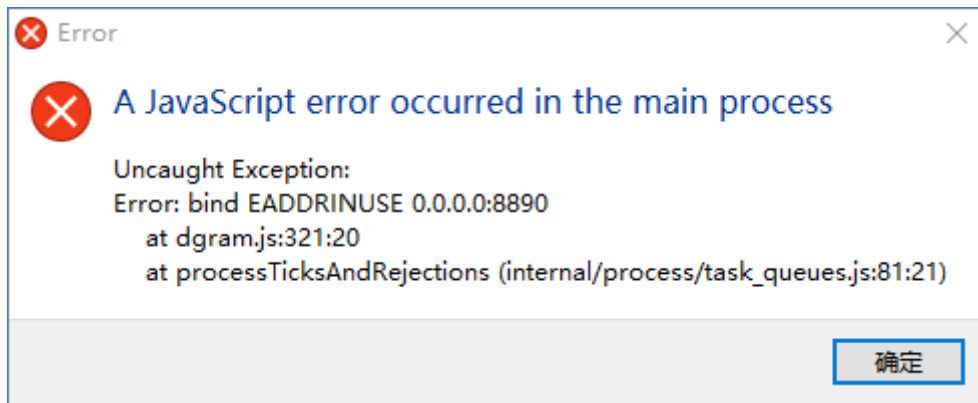 Error
A JavaScript error occurred in the main process
Uncaught Exception:
Error: bind EADDRINUSE 0.0.0.0:8890
at dgram.js:321:20
at processTicksAndRejections (internal/process/task_queues.js:81:21)
确定